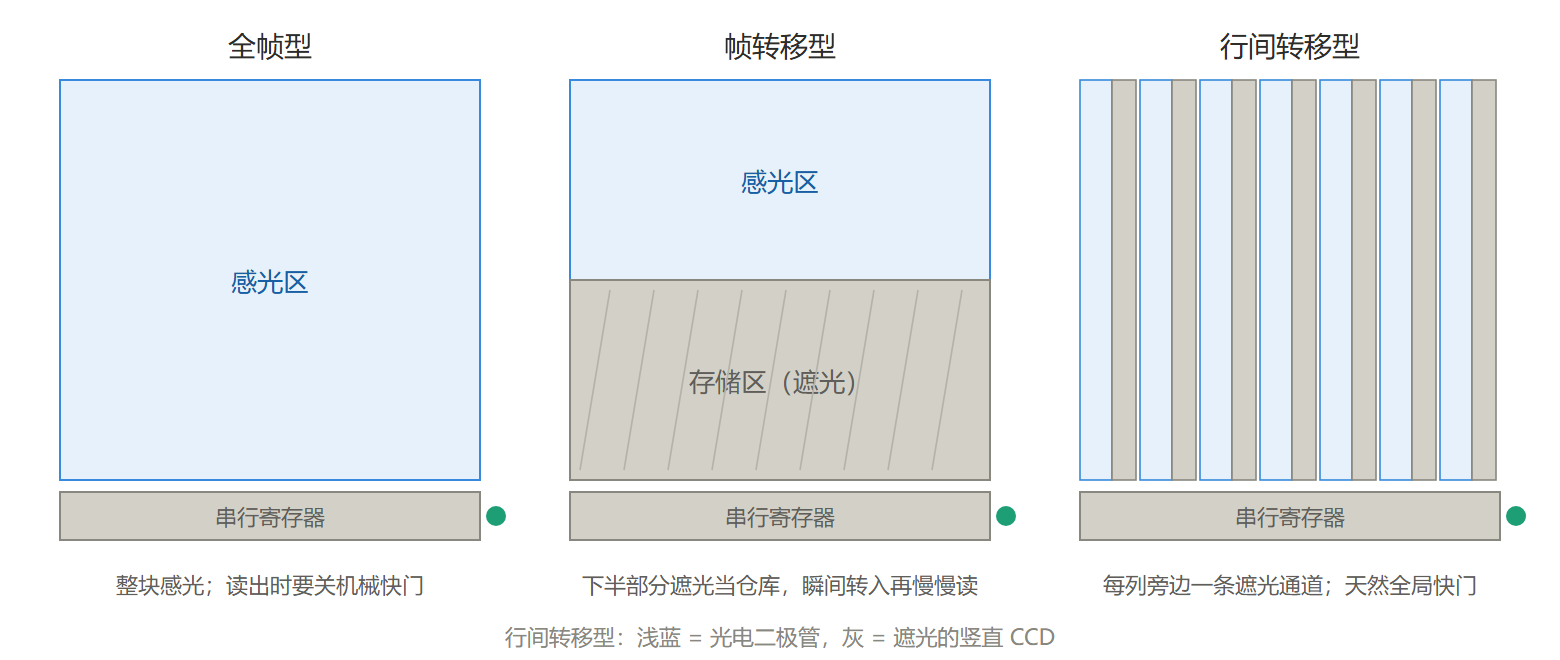 全帧型
帧转移型
行间转移型
感光区
感光区
存储区（遮光）
串行寄存器
串行寄存器
串行寄存器
整块感光；读出时要关机械快门
下半部分遮光当仓库，瞬间转入再慢慢读
每列旁边一条遮光通道；天然全局快门
行间转移型：浅蓝 = 光电二极管，灰 = 遮光的竖直 CCD